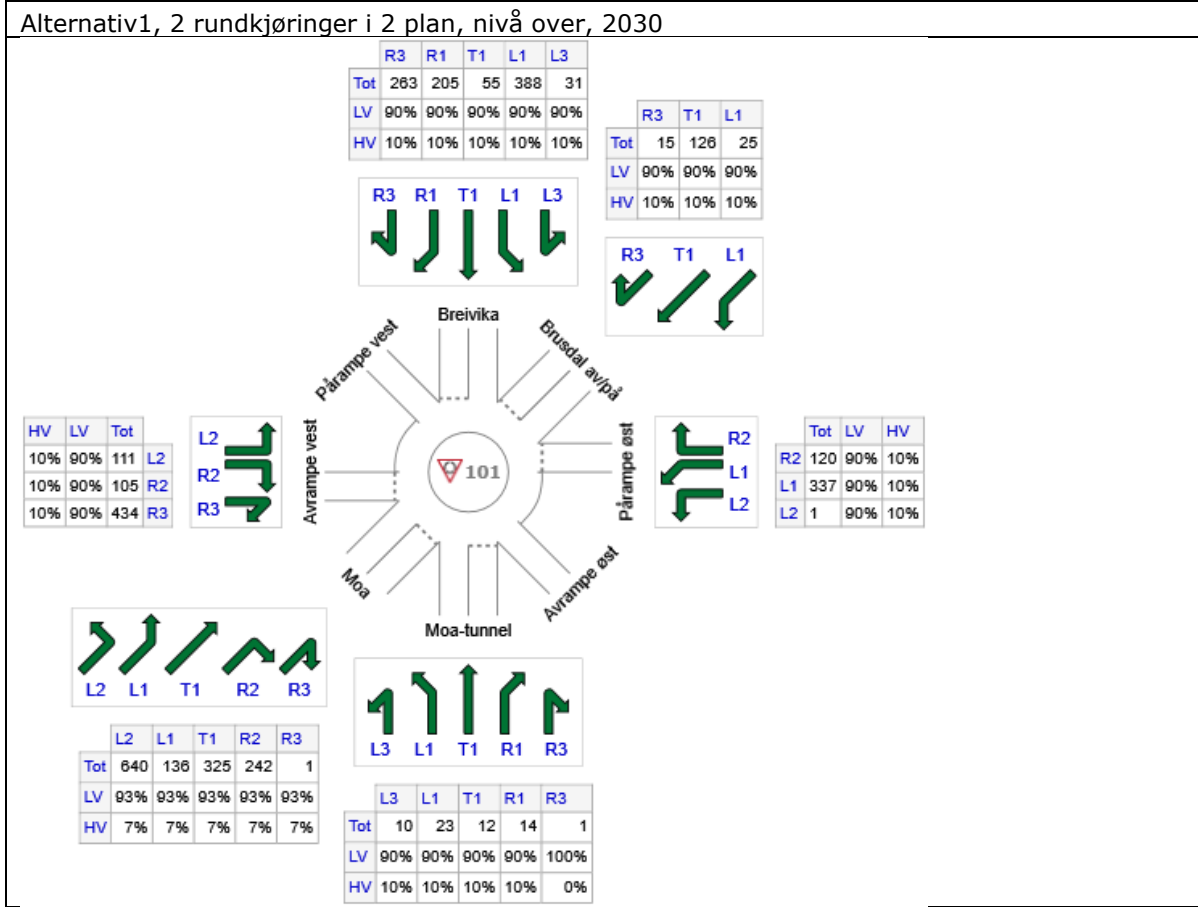 Alternativ1, 2 rundkjøringer i 2 plan, nivå over, 2030
R3 R1 T1 L1 L3
Tot 263 205 55 388 31
LV 90% 90% 90% 90% 90%
HV 10% 10% 10% 10% 10%
R3 T1 L1
Tot 15 126 25
LV 90% 90% 90%
HV 10% 10% 10%
R3 R1 T1 L1 L3
R3 T1 L1
Breivika
Brusdal av/på
Pårampe vest
Avrampe vest
Pårampe øst
Avrampe øst
Moa
Moa-tunnel
101
HV LV Tot
10% 90% 111 L2
10% 90% 105 R2
10% 90% 434 R3
L2
R2
R3
R2
L1
L2
Tot LV HV
R2 120 90% 10%
L1 337 90% 10%
L2 1 90% 10%
L2 L1 T1 R2 R3
L2 L1 T1 R2 R3
Tot 640 136 325 242 1
LV 93% 93% 93% 93% 93%
HV 7% 7% 7% 7% 7%
L3 L1 T1 R1 R3
L3 L1 T1 R1 R3
Tot 10 23 12 14 1
LV 90% 90% 90% 90% 100%
HV 10% 10% 10% 10% 0%